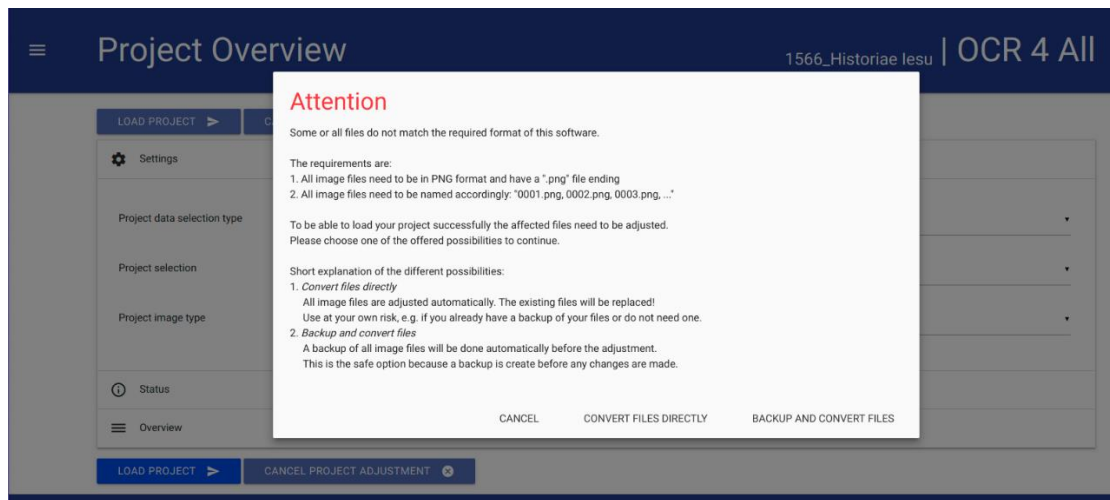 Project Overview
1566_Historiae Iesu | OCR 4 All
Attention
Some or all files do not match the required format of this software.
The requirements are:
1. All image files need to be in PNG format and have a ".png" file ending
2. All image files need to be named accordingly: "0001.png, 0002.png, 0003.png, ..."
To be able to load your project successfully the affected files need to be adjusted.
Please choose one of the offered possibilities to continue.
Short explanation of the different possibilities:
1. Convert files directly
All image files are adjusted automatically. The existing files will be replaced!
Use at your own risk, e.g. if you already have a backup of your files or do not need one.
2. Backup and convert files
A backup of all image files will be done automatically before the adjustment.
This is the safe option because a backup is create before any changes are made.
CANCEL CONVERT FILES DIRECTLY BACKUP AND CONVERT FILES
LOAD PROJECT
Settings
Project data selection type
Project selection
Project image type
Status
Overview
LOAD PROJECT CANCEL PROJECT ADJUSTMENT